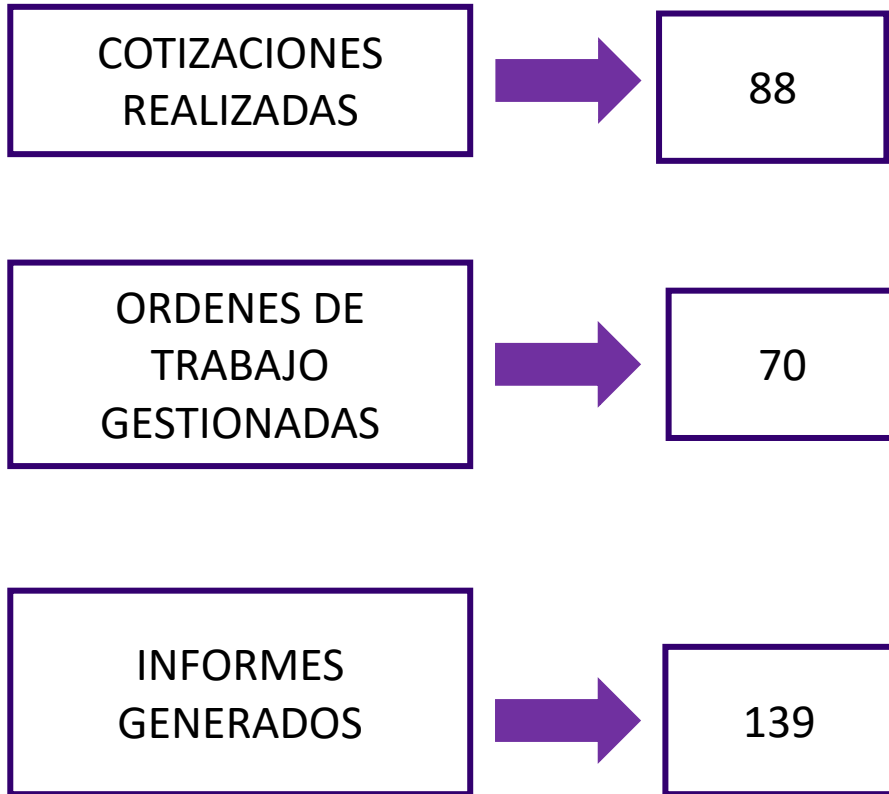 COTIZACIONES
REALIZADAS
88
ORDENES DE
TRABAJO
GESTIONADAS
70
INFORMES
GENERADOS
139